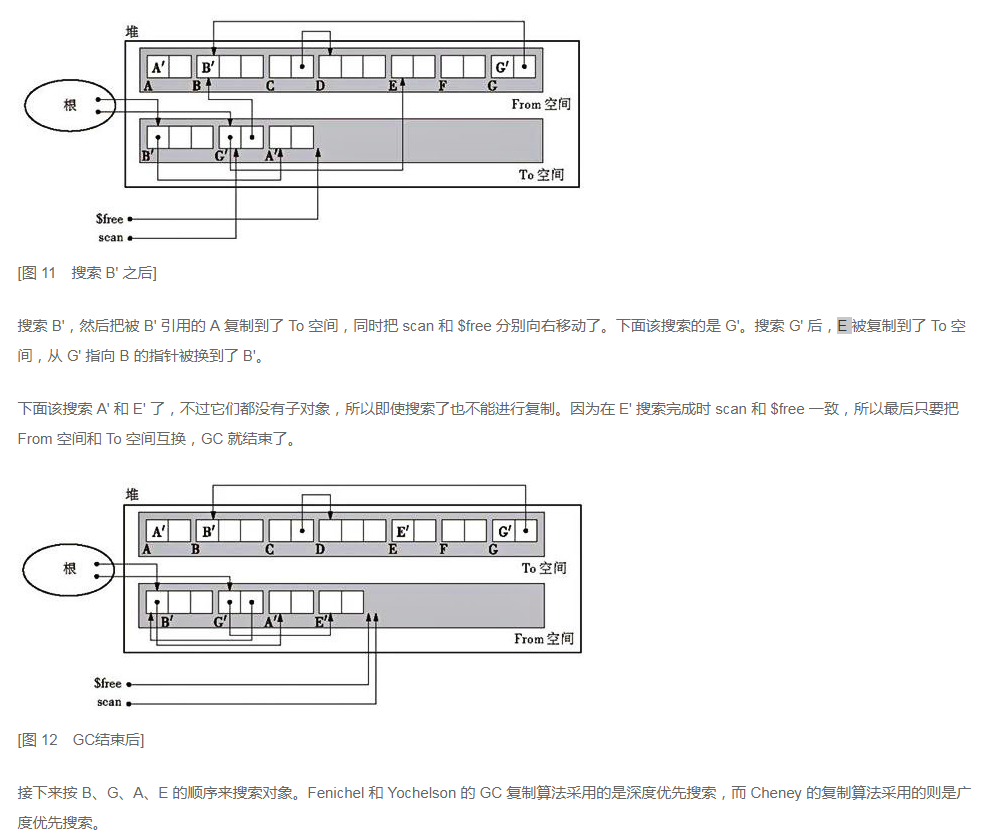 堆
A' B' G'
A B C D E F G
From 空间
根
B' G' A'
To 空间
$free
scan
[图 11 搜索 B' 之后]
搜索 B'，然后把被 B' 引用的 A 复制到了 To 空间，同时把 scan 和 $free 分别向右移动了。下面该搜索的是 G'。搜索 G' 后，E 被复制到了 To 空
间，从 G' 指向 B 的指针被换到了 B'。
下面该搜索 A' 和 E' 了，不过它们都没有子对象，所以即使搜索了也不能进行复制。因为在 E' 搜索完成时 scan 和 $free 一致，所以最后只要把
From 空间和 To 空间互换，GC 就结束了。
堆
A' B' E' G'
A B C D E F G
To 空间
根
B' G' A' E'
From 空间
$free
scan
[图 12 GC结束后]
接下来按 B、G、A、E 的顺序来搜索对象。Fenichel 和 Yochelson 的 GC 复制算法采用的是深度优先搜索，而 Cheney 的复制算法采用的则是广
度优先搜索。